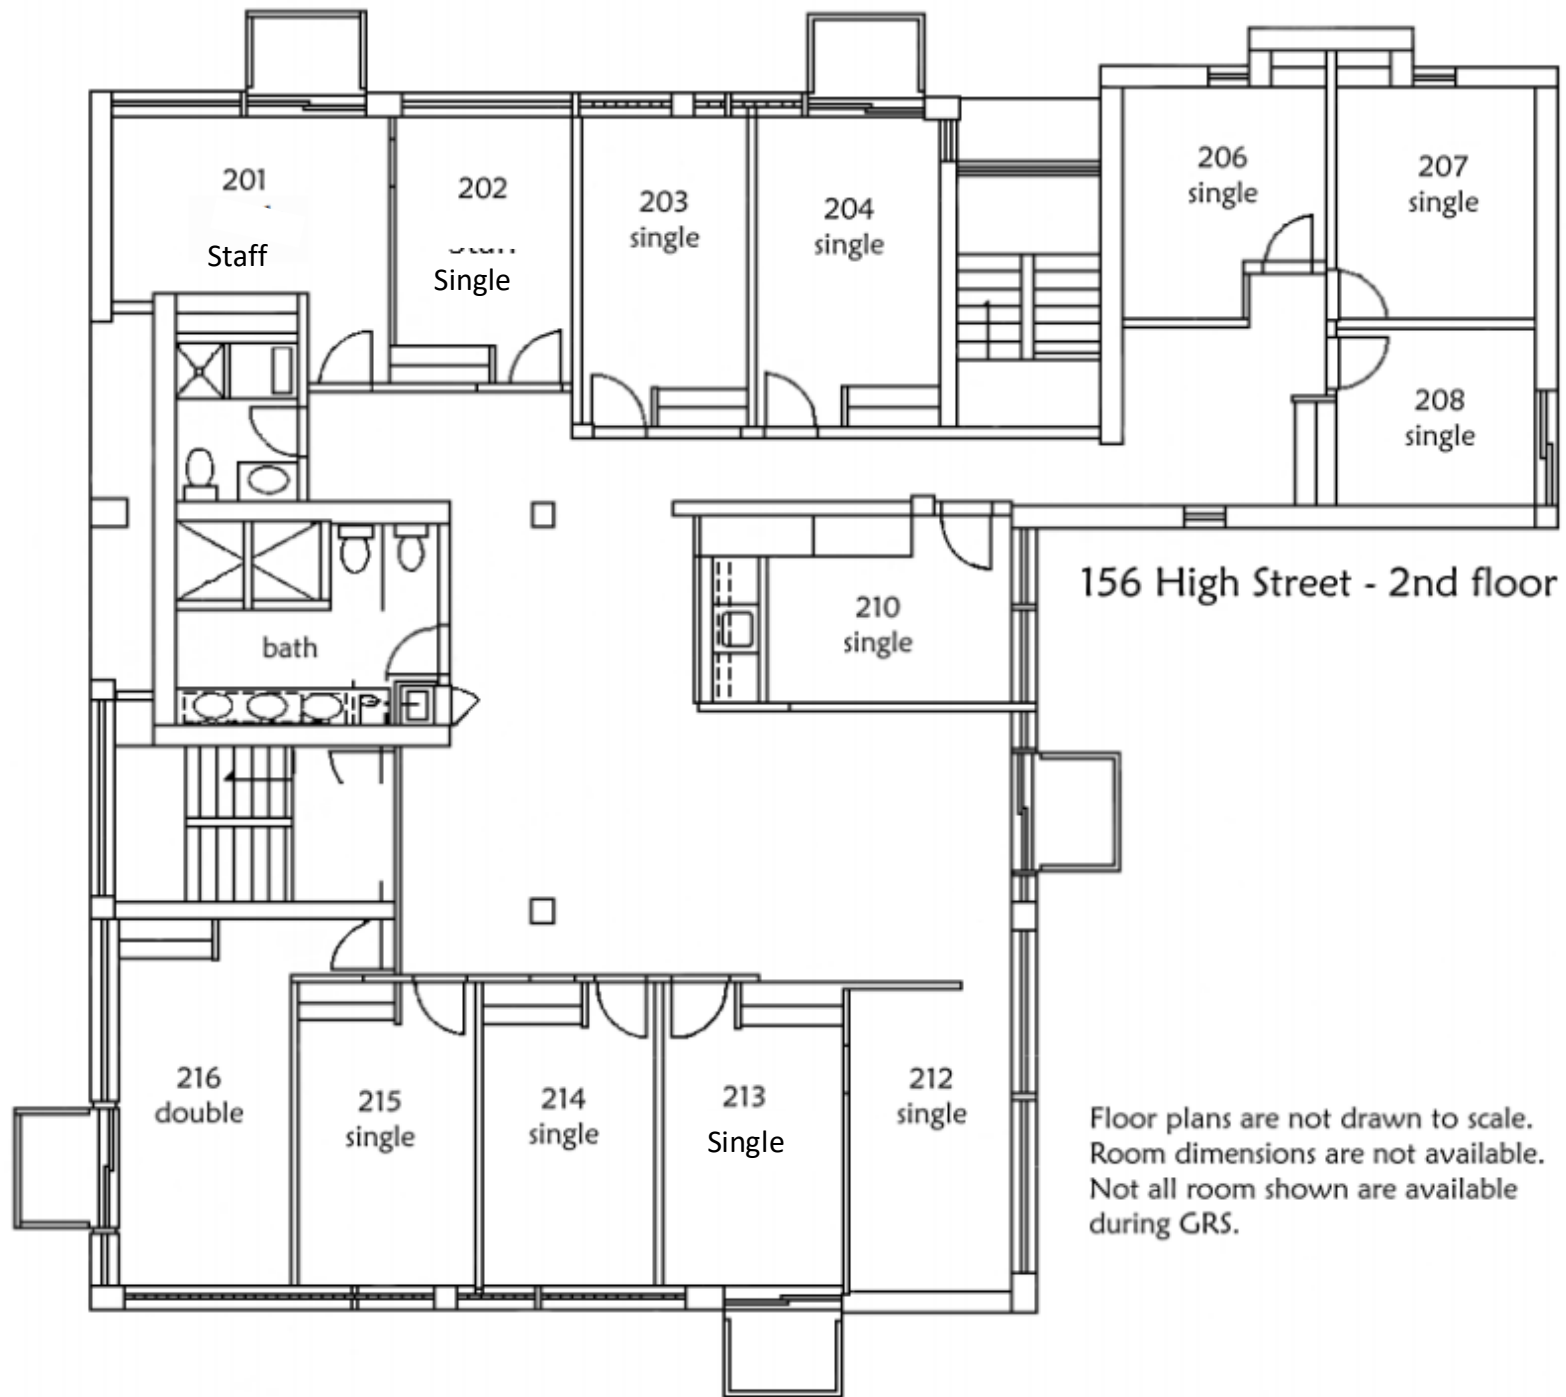 201
Staff
202
Single
203
single
204
single
206
single
207
single
208
single
156 High Street - 2nd floor
210
single
bath
216
double
215
single
214
single
213
Single
212
single
Floor plans are not drawn to scale.
Room dimensions are not available.
Not all room shown are available
during GRS.